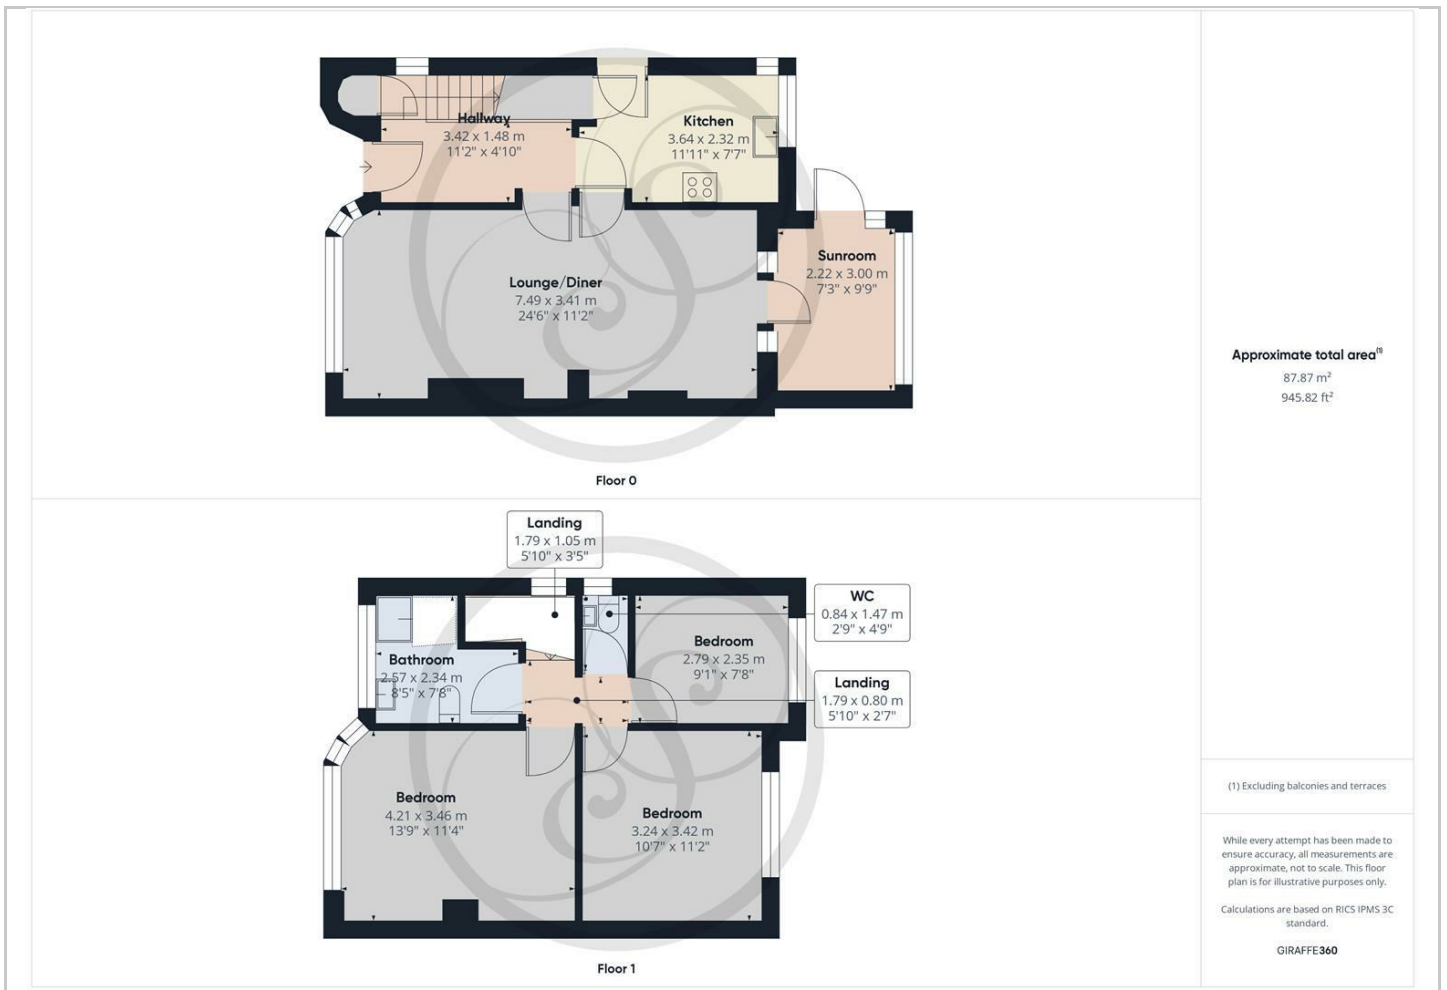 Hallway
3.42 x 1.48 m
11'2" x 4'10"
Kitchen
3.64 x 2.32 m
11'11" x 7'7"
Sunroom
2.22 x 3.00 m
7'3" x 9'9"
Lounge/Diner
7.49 x 3.41 m
24'6" x 11'2"
Floor 0
Landing
1.79 x 1.05 m
5'10" x 3'5"
WC
0.84 x 1.47 m
2'9" x 4'9"
Bathroom
2.57 x 2.34 m
8'5" x 7'8"
Bedroom
2.79 x 2.35 m
9'1" x 7'8"
Landing
1.79 x 0.80 m
5'10" x 2'7"
Bedroom
4.21 x 3.46 m
13'9" x 11'4"
Bedroom
3.24 x 3.42 m
10'7" x 11'2"
Floor 1
Approximate total area(1)
87.87 m²
945.82 ft²
(1) Excluding balconies and terraces
While every attempt has been made to
ensure accuracy, all measurements are
approximate, not to scale. This floor
plan is for illustrative purposes only.
Calculations are based on RICS IPMS 3C
standard.
GIRAFFE360